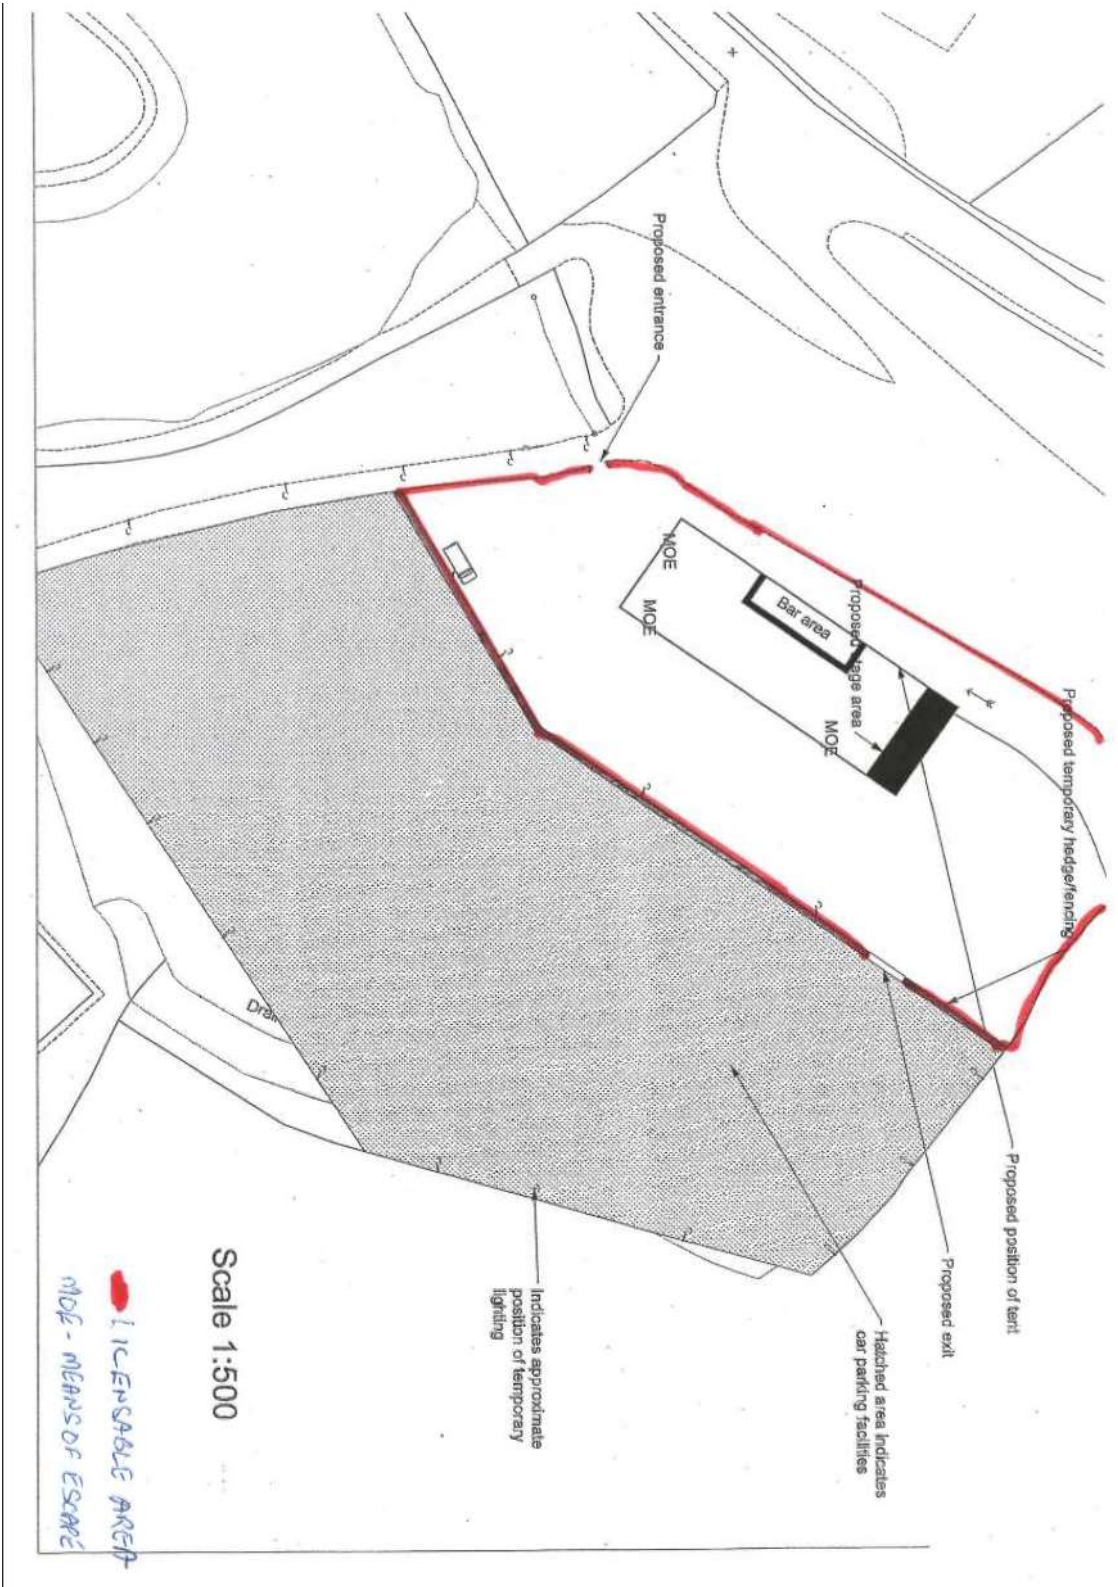 Proposed entrance
MOE
MOE
Bar area
Proposed stage area
MOE
Proposed temporary hedge/fencing
Proposed position of tent
Proposed exit
Hatched area indicates
car parking facilities
Indicates approximate
position of temporary
lighting
Drain
Scale 1:500
LICENSABLE AREA
MOE - MEANS OF ESCAPE